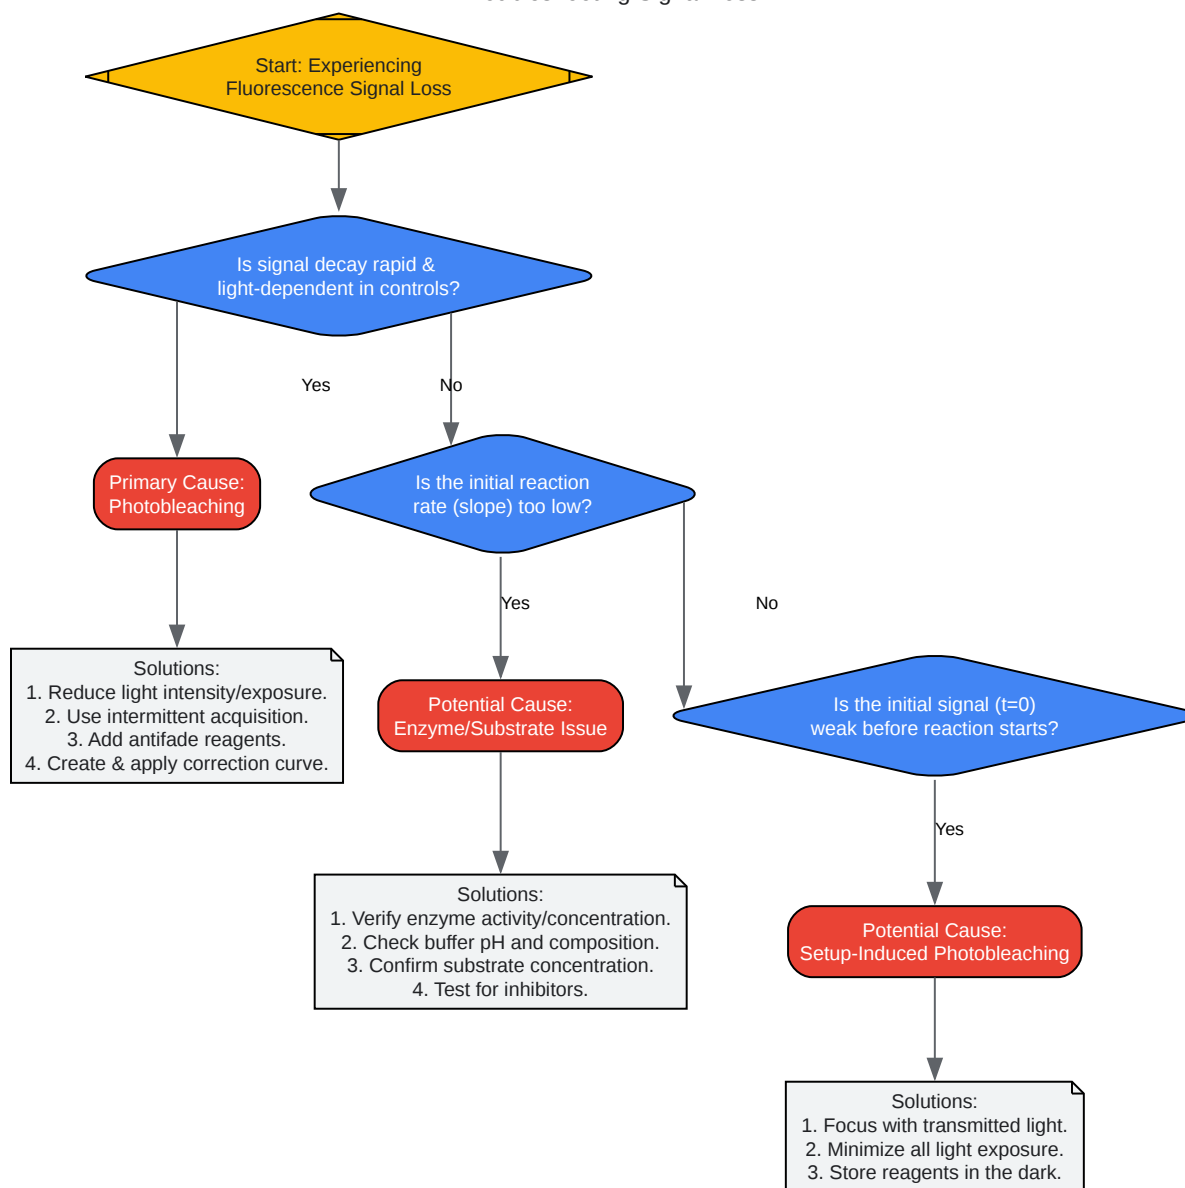 Start: Experiencing
Fluorescence Signal Loss
Is signal decay rapid &
light-dependent in controls?
Yes
No
Primary Cause:
Photobleaching
Is the initial reaction
rate (slope) too low?
Solutions:
1. Reduce light intensity/exposure.
2. Use intermittent acquisition.
3. Add antifade reagents.
4. Create & apply correction curve.
Yes
No
Potential Cause:
Enzyme/Substrate Issue
Is the initial signal (t=0)
weak before reaction starts?
Solutions:
1. Verify enzyme activity/concentration.
2. Check buffer pH and composition.
3. Confirm substrate concentration.
4. Test for inhibitors.
Yes
Potential Cause:
Setup-Induced Photobleaching
Solutions:
1. Focus with transmitted light.
2. Minimize all light exposure.
3. Store reagents in the dark.